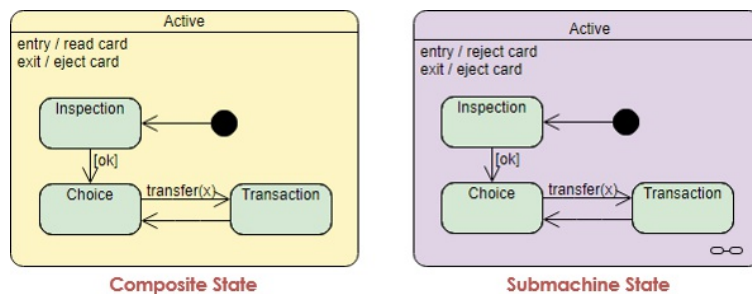 Active
entry / read card
exit / eject card
Inspection
[ok]
Choice
transfer(x)
Transaction
Composite State
Active
entry / reject card
exit / eject card
Inspection
[ok]
Choice
transfer(x)
Transaction
Submachine State